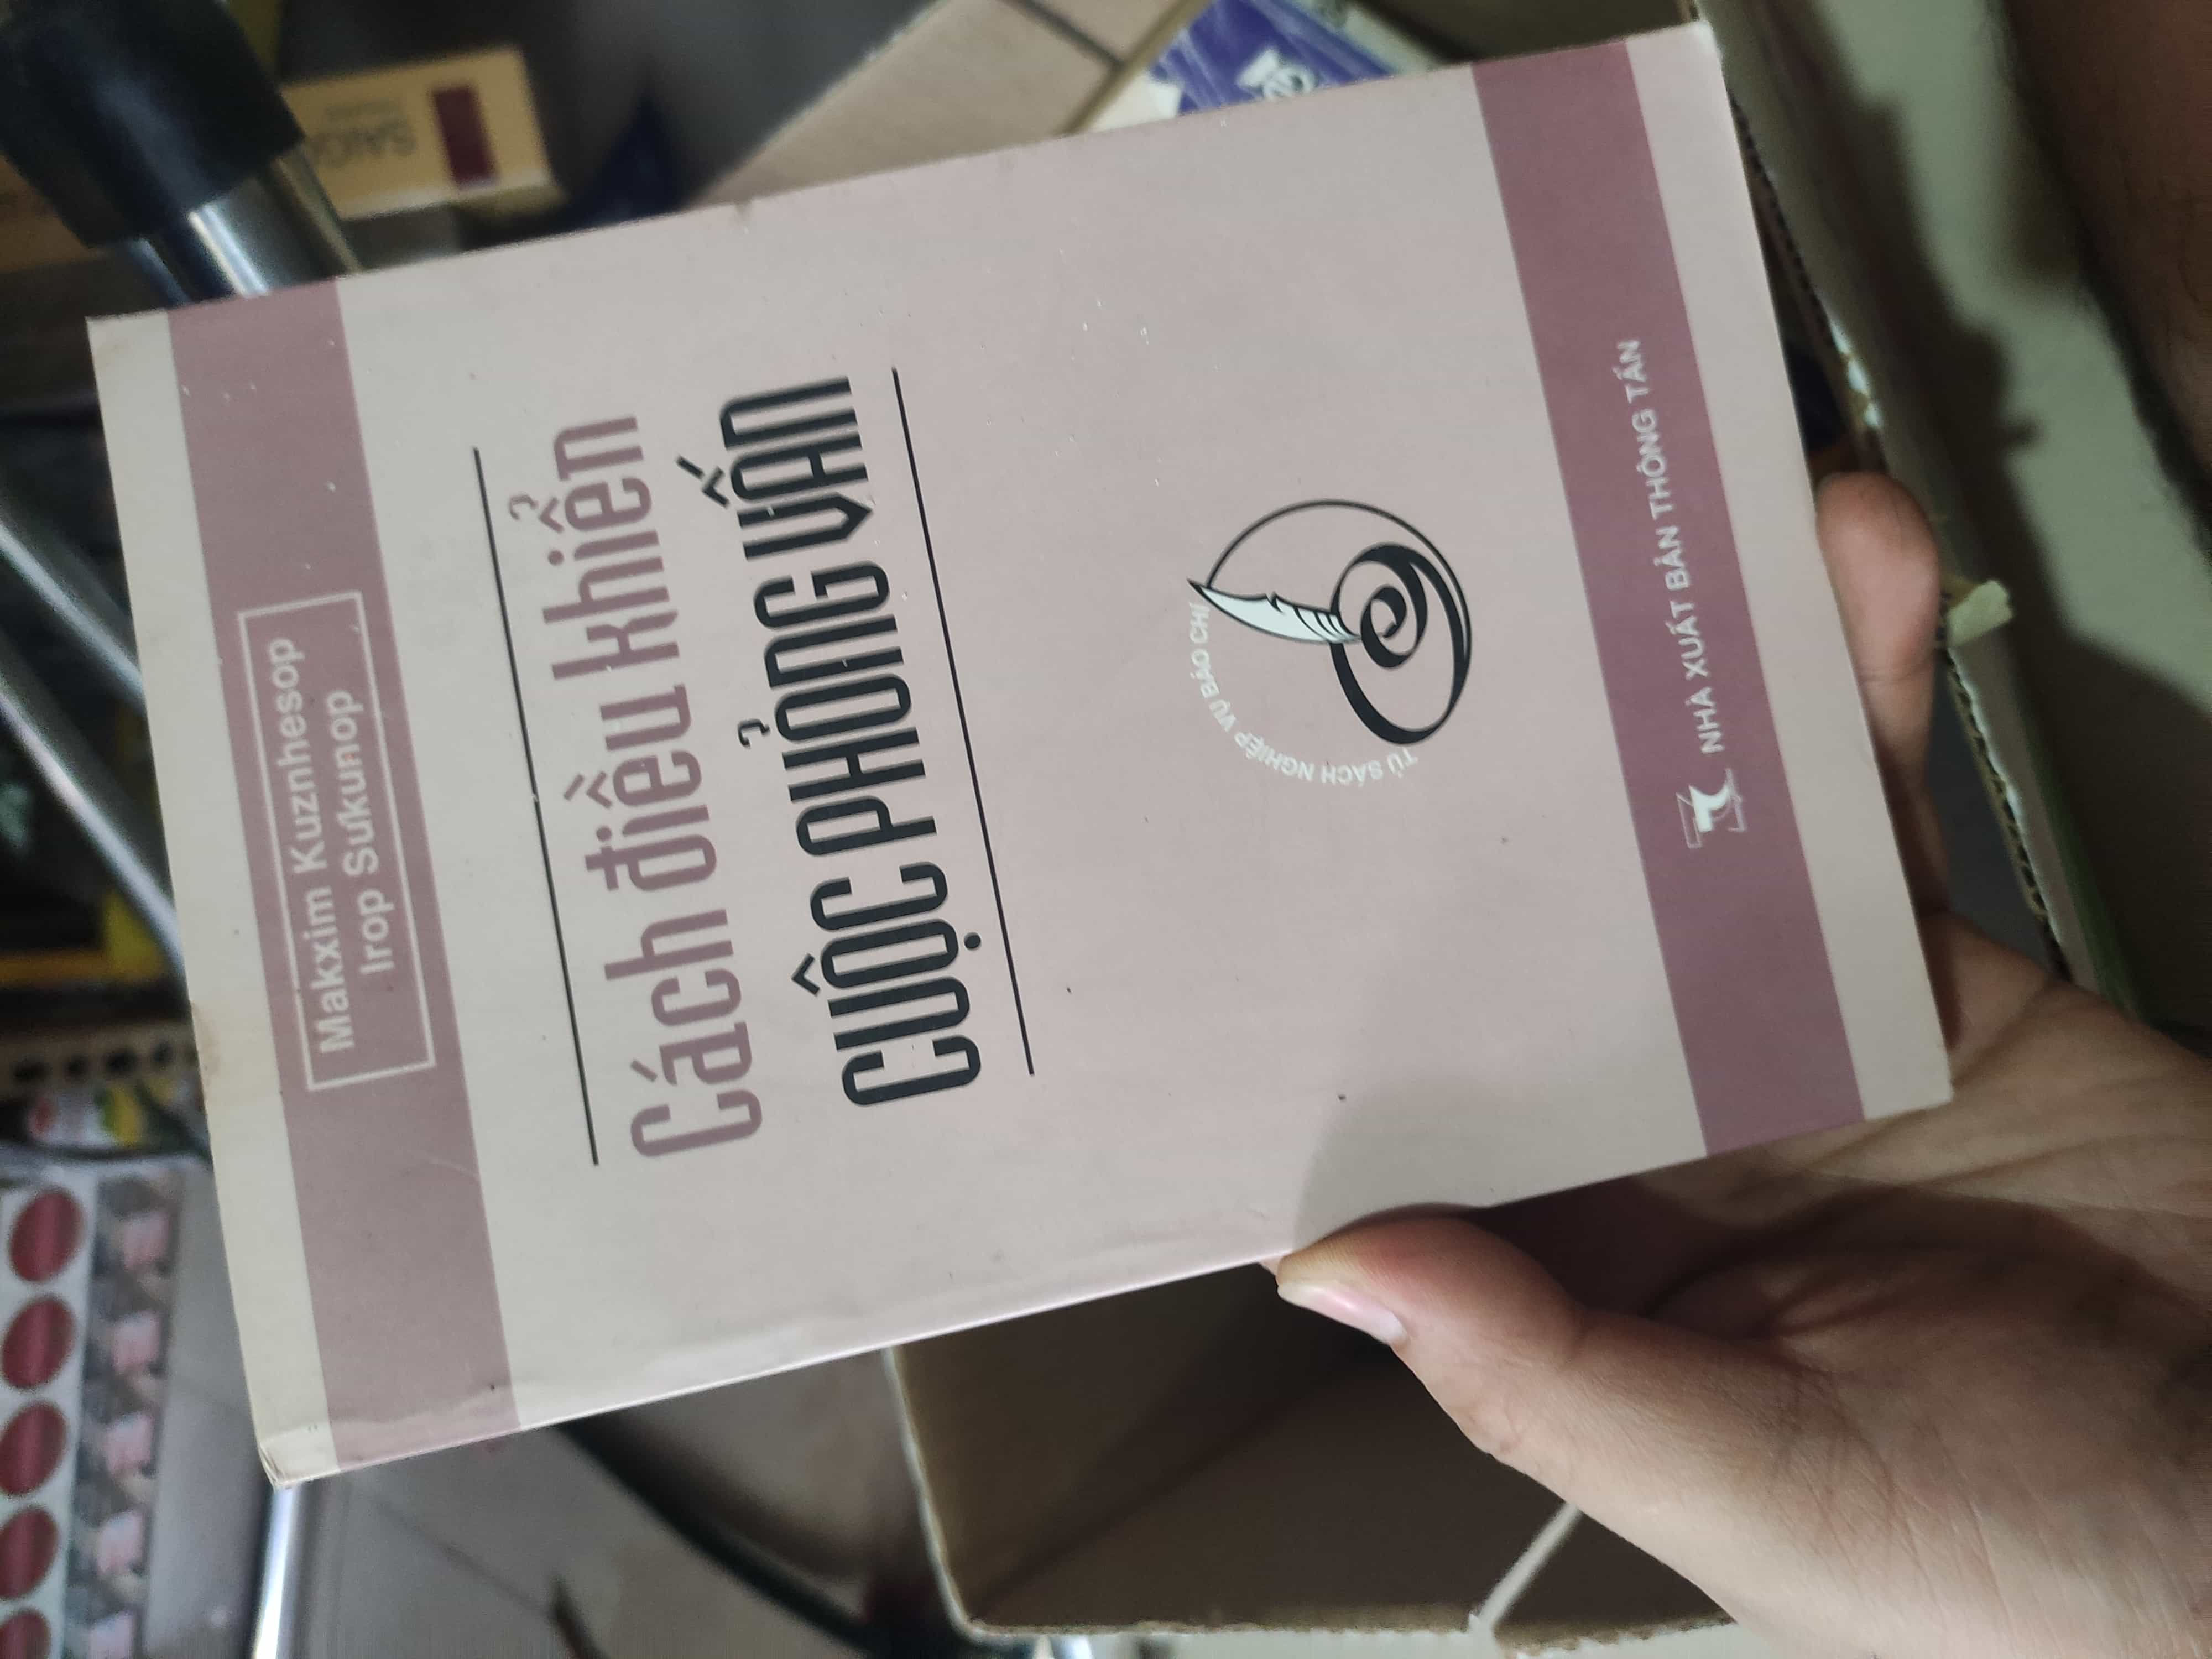 Makxim Kuznhesop
Irop Sukunop
Cách điều khiển
CUỘC PHỎNG VẤN
TỦ SÁCH NGHIỆP VỤ BÁO CHÍ
NHÀ XUẤT BẢN THÔNG TẤN